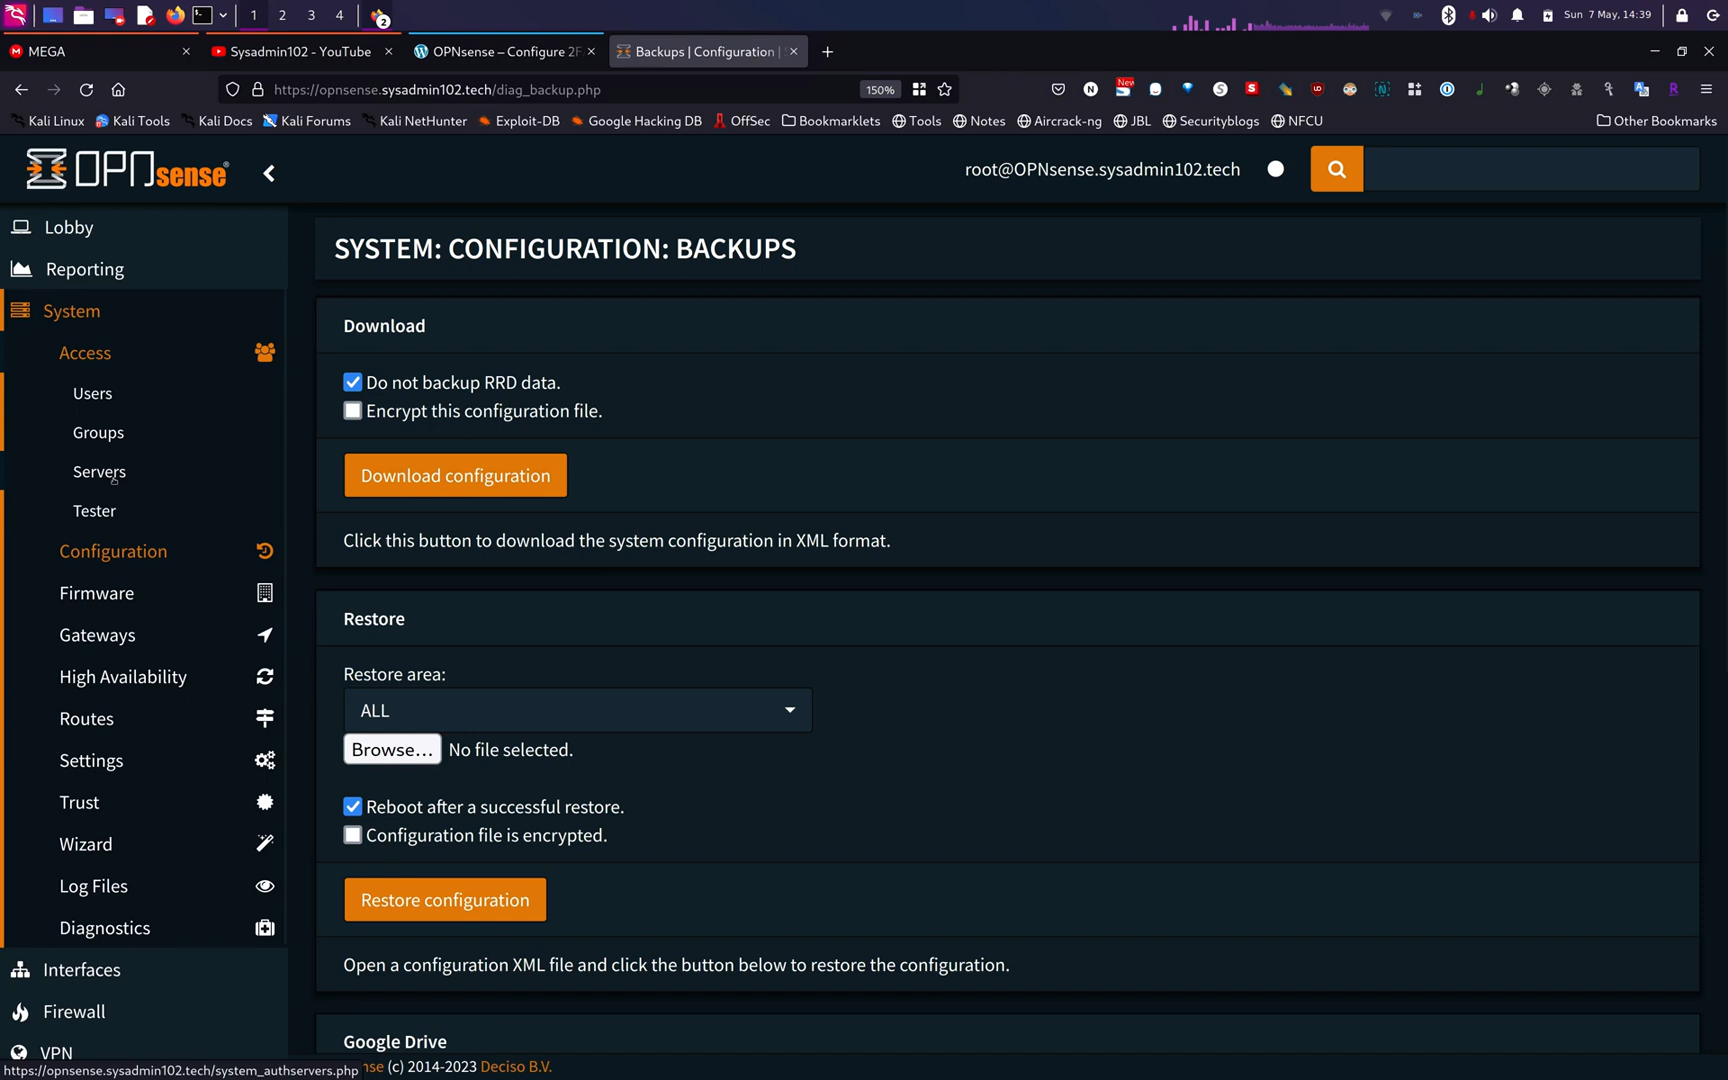 1 2 3 4 2 Sun 7 May, 14:39
MEGA
Sysadmin102 - YouTube
OPNsense – Configure 2F
Backups | Configuration |
https://opnsense.sysadmin102.tech/diag_backup.php 150% New
Kali Linux Kali Tools Kali Docs Kali Forums Kali NetHunter Exploit-DB Google Hacking DB OffSec Bookmarklets Tools Notes Aircrack-ng JBL Securityblogs NFCU Other Bookmarks
OPNsense®
root@OPNsense.sysadmin102.tech
Lobby
Reporting
System
Access
Users
Groups
Servers
Tester
Configuration
Firmware
Gateways
High Availability
Routes
Settings
Trust
Wizard
Log Files
Diagnostics
Interfaces
Firewall
VPN
SYSTEM: CONFIGURATION: BACKUPS
Download
Do not backup RRD data.
Encrypt this configuration file.
Download configuration
Click this button to download the system configuration in XML format.
Restore
Restore area:
ALL
Browse... No file selected.
Reboot after a successful restore.
Configuration file is encrypted.
Restore configuration
Open a configuration XML file and click the button below to restore the configuration.
Google Drive
https://opnsense.sysadmin102.tech/system_authservers.php nse (c) 2014-2023 Deciso B.V.